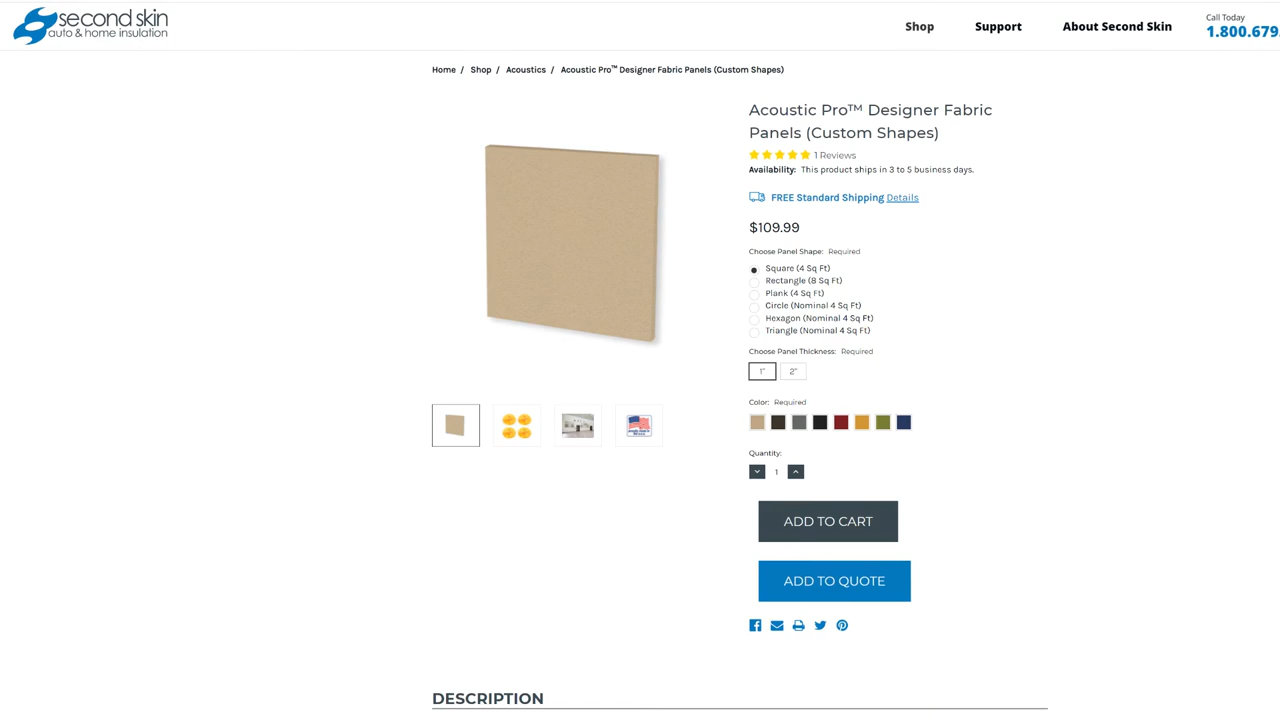 second skin
auto & home insulation
Shop
Support
About Second Skin
Call Today
1.800.679
Home / Shop / Acoustics / Acoustic Pro™ Designer Fabric Panels (Custom Shapes)
Acoustic Pro™ Designer Fabric
Panels (Custom Shapes)
1 Reviews
Availability: This product ships in 3 to 5 business days.
FREE Standard Shipping Details
$109.99
Choose Panel Shape: Required
Square (4 Sq Ft)
Rectangle (8 Sq Ft)
Plank (4 Sq Ft)
Circle (Nominal 4 Sq Ft)
Hexagon (Nominal 4 Sq Ft)
Triangle (Nominal 4 Sq Ft)
Choose Panel Thickness: Required
1" 2"
Color: Required
Quantity:
1
ADD TO CART
ADD TO QUOTE
DESCRIPTION